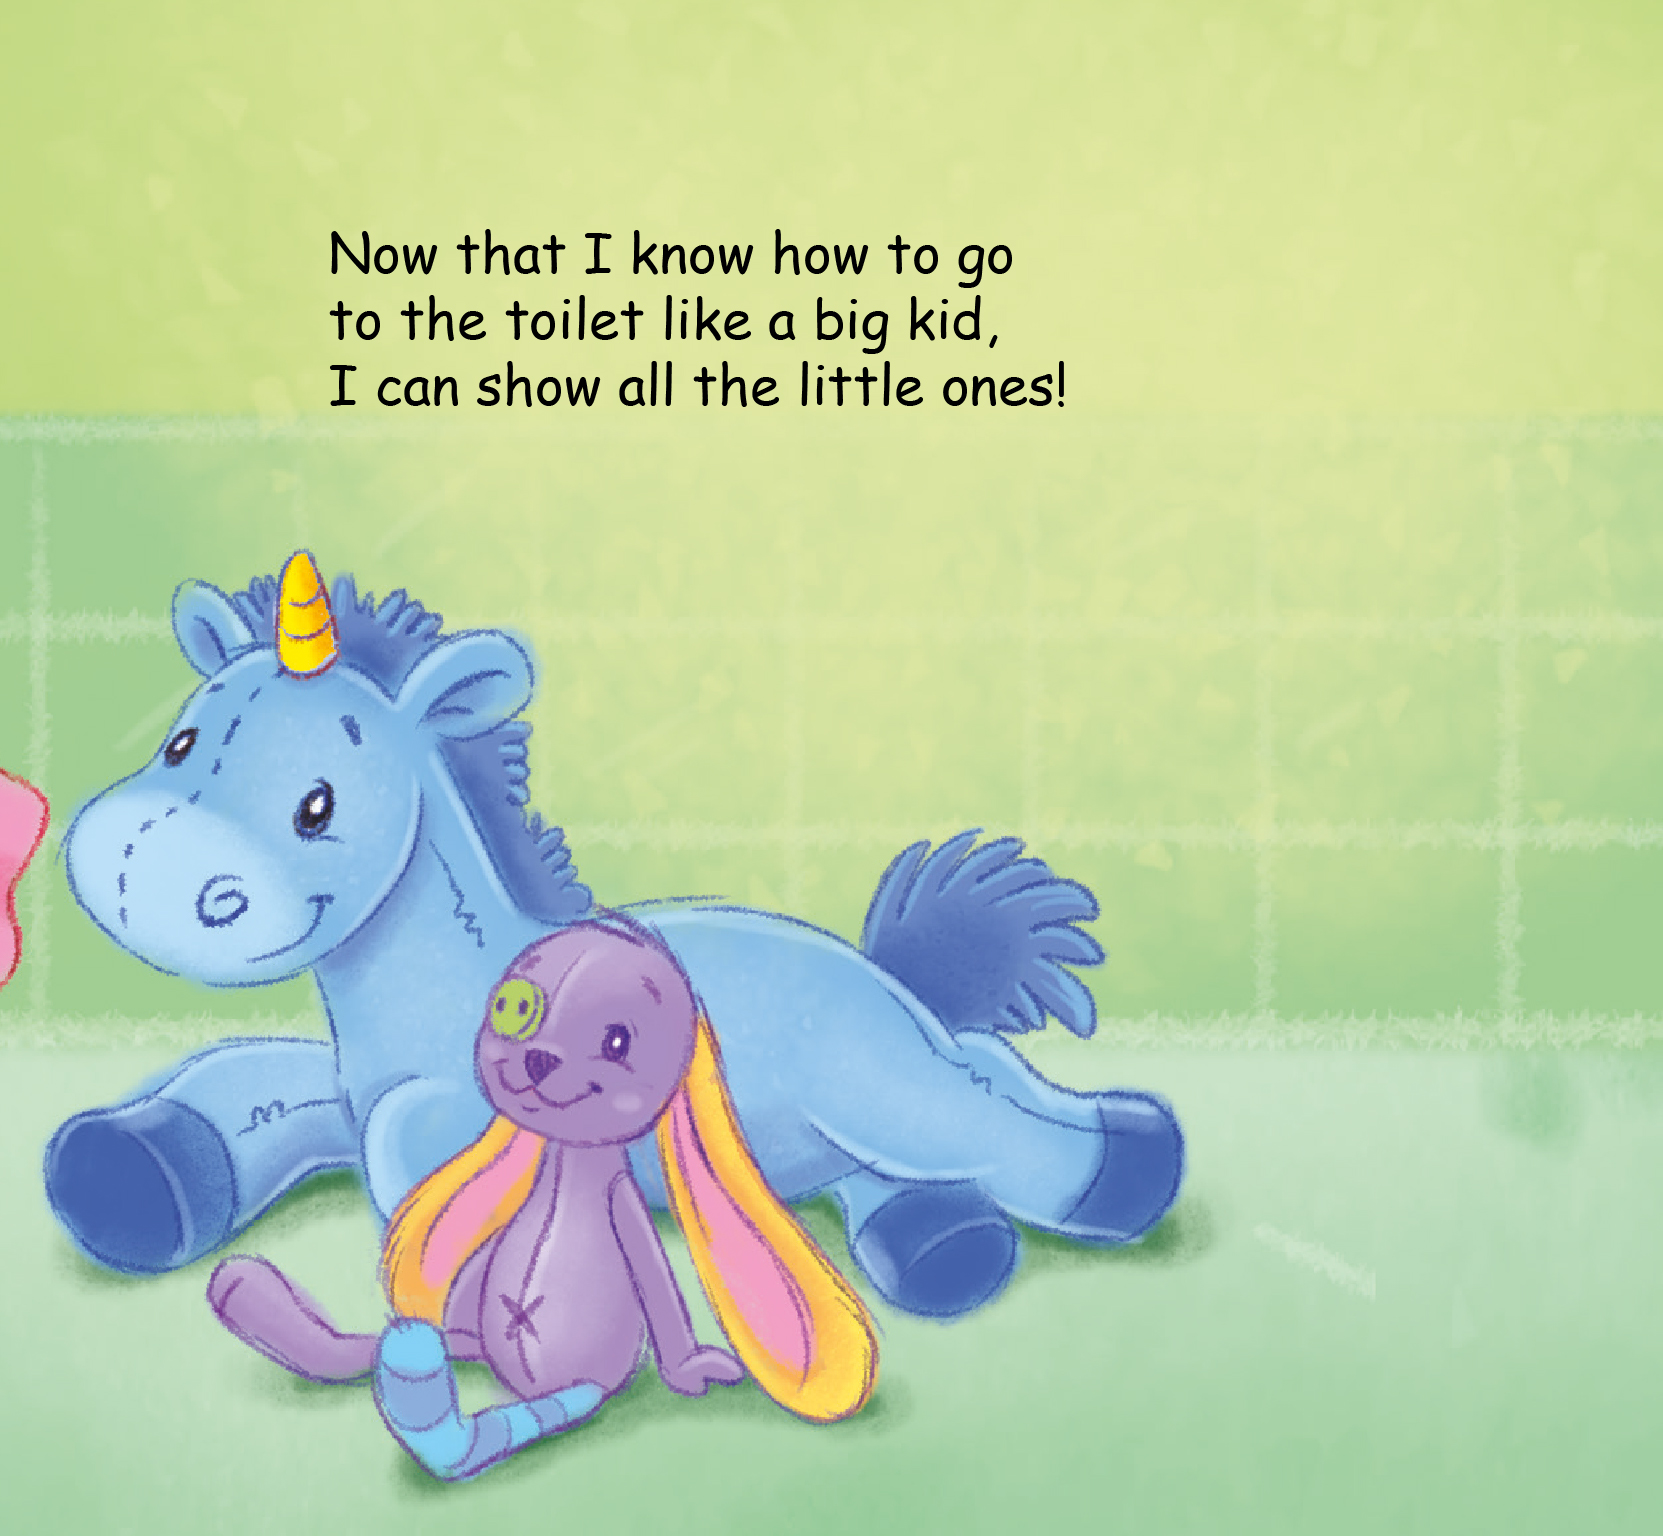 Now that I know how to go
to the toilet like a big kid,
I can show all the little ones!